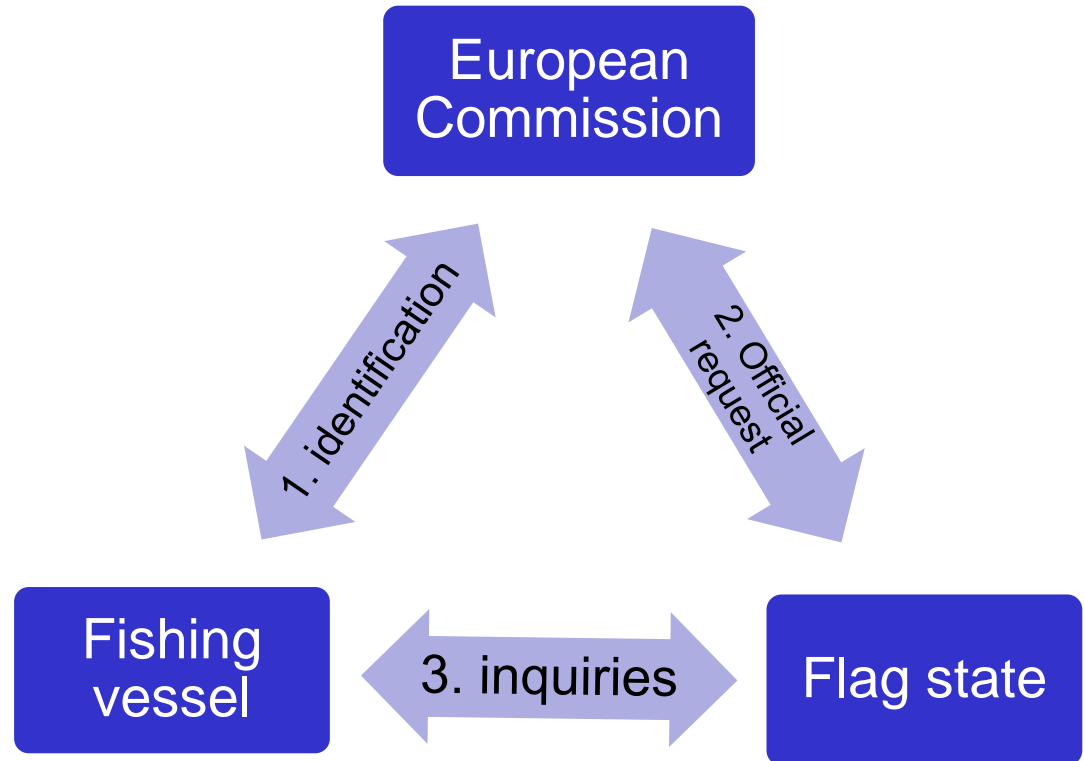 European
Commission
1. identification
2. Official
request
Fishing
vessel
3. inquiries
Flag state